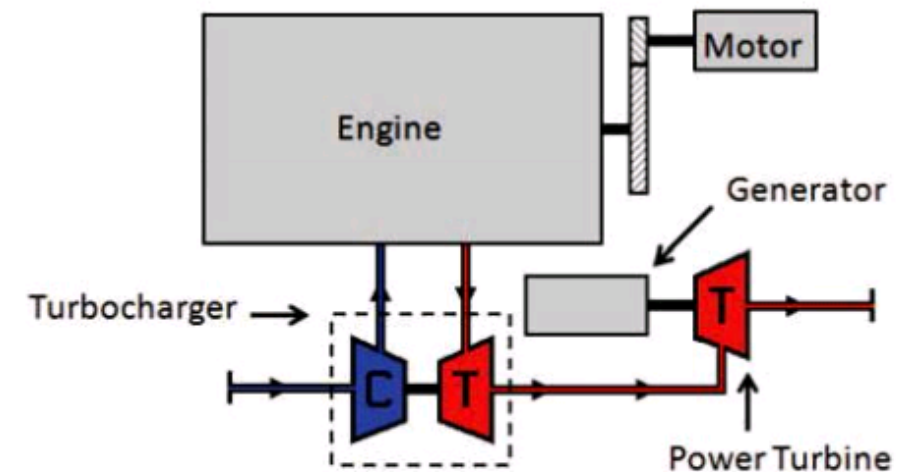 Motor
Engine
Generator
Turbocharger
T
C
T
Power Turbine